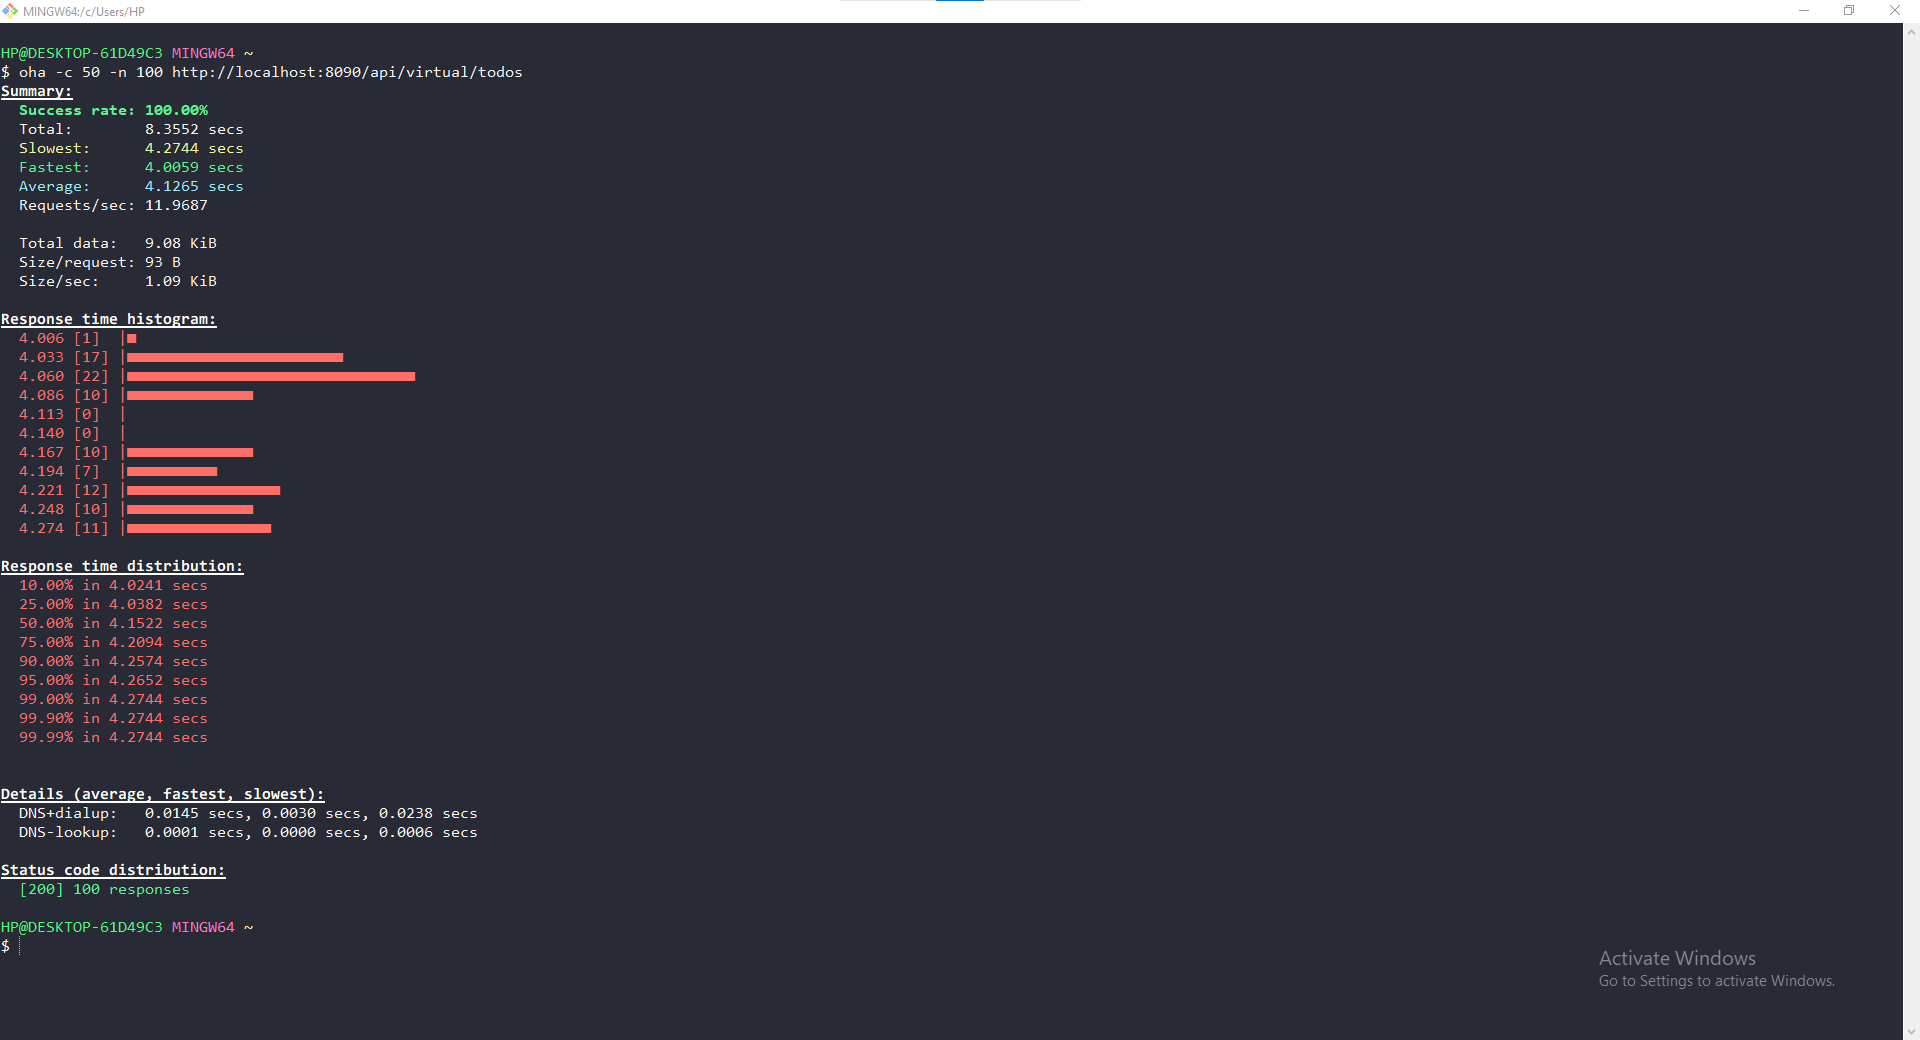 MINGW64:/c/Users/HP
HP@DESKTOP-61D49C3 MINGW64 ~
$ oha -c 50 -n 100 http://localhost:8090/api/virtual/todos
Summary:
Success rate: 100.00%
Total: 8.3552 secs
Slowest: 4.2744 secs
Fastest: 4.0059 secs
Average: 4.1265 secs
Requests/sec: 11.9687
Total data: 9.08 KiB
Size/request: 93 B
Size/sec: 1.09 KiB
Response time histogram:
4.006 [1] |■
4.033 [17] |
4.060 [22] |
4.086 [10] |
4.113 [0] |
4.140 [0] |
4.167 [10] |
4.194 [7] |
4.221 [12] |
4.248 [10] |
4.274 [11] |
Response time distribution:
10.00% in 4.0241 secs
25.00% in 4.0382 secs
50.00% in 4.1522 secs
75.00% in 4.2094 secs
90.00% in 4.2574 secs
95.00% in 4.2652 secs
99.00% in 4.2744 secs
99.90% in 4.2744 secs
99.99% in 4.2744 secs
Details (average, fastest, slowest):
DNS+dialup: 0.0145 secs, 0.0030 secs, 0.0238 secs
DNS-lookup: 0.0001 secs, 0.0000 secs, 0.0006 secs
Status code distribution:
[200] 100 responses
HP@DESKTOP-61D49C3 MINGW64 ~
$
Activate Windows
Go to Settings to activate Windows.